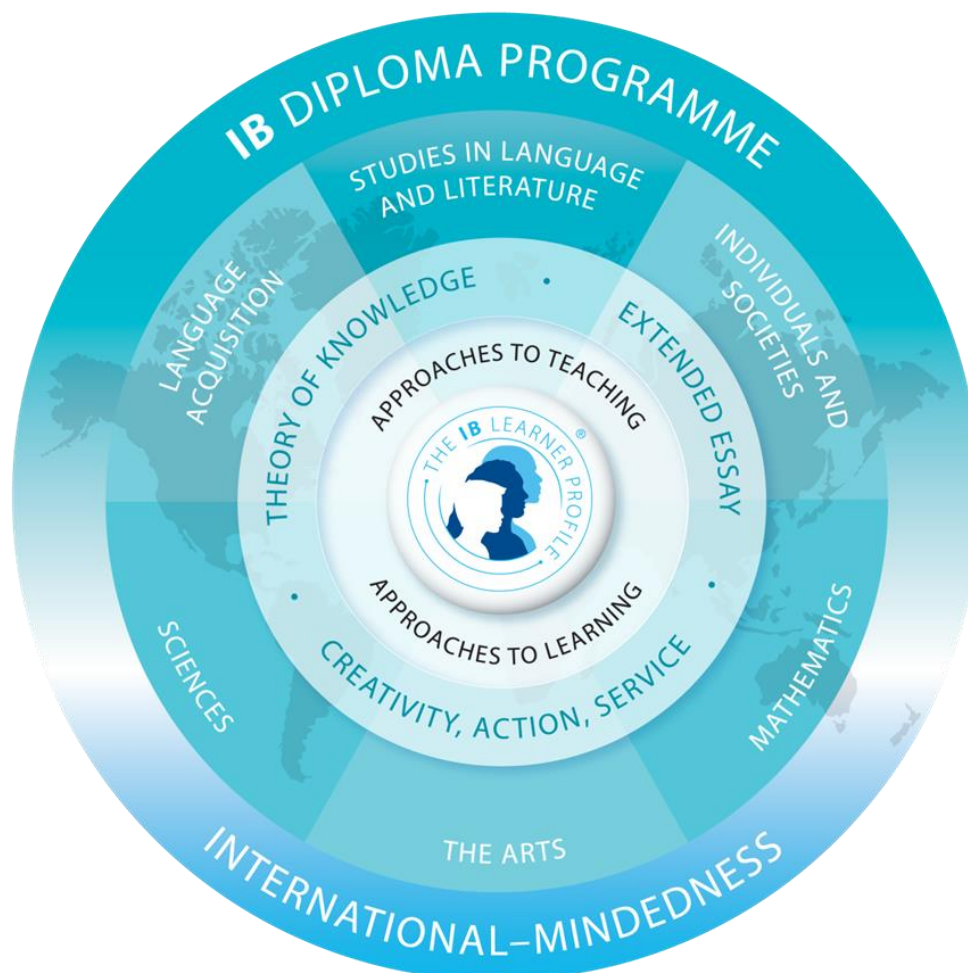 IB DIPLOMA PROGRAMME
STUDIES IN LANGUAGE
AND LITERATURE
LANGUAGE
ACQUISITION
INDIVIDUALS AND
SOCIETIES
THEORY OF KNOWLEDGE
EXTENDED ESSAY
APPROACHES TO TEACHING
THE IB LEARNER PROFILE®
APPROACHES TO LEARNING
CREATIVITY, ACTION, SERVICE
SCIENCES
MATHEMATICS
THE ARTS
INTERNATIONAL–MINDEDNESS